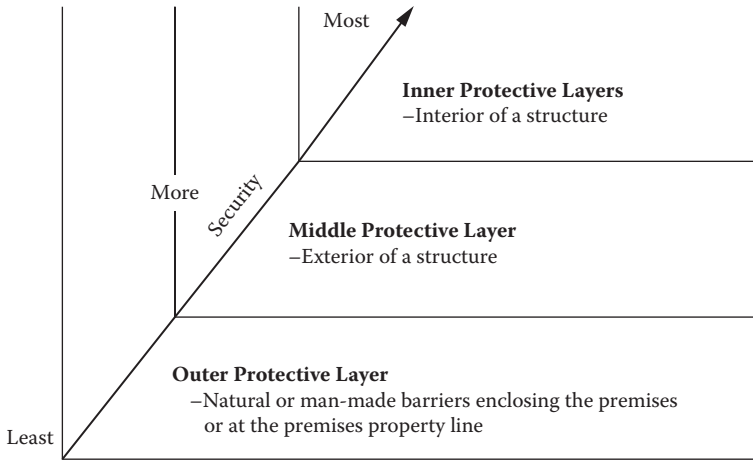 Most
Inner Protective Layers
–Interior of a structure
More
Security
Middle Protective Layer
–Exterior of a structure
Outer Protective Layer
–Natural or man-made barriers enclosing the premises
or at the premises property line
Least